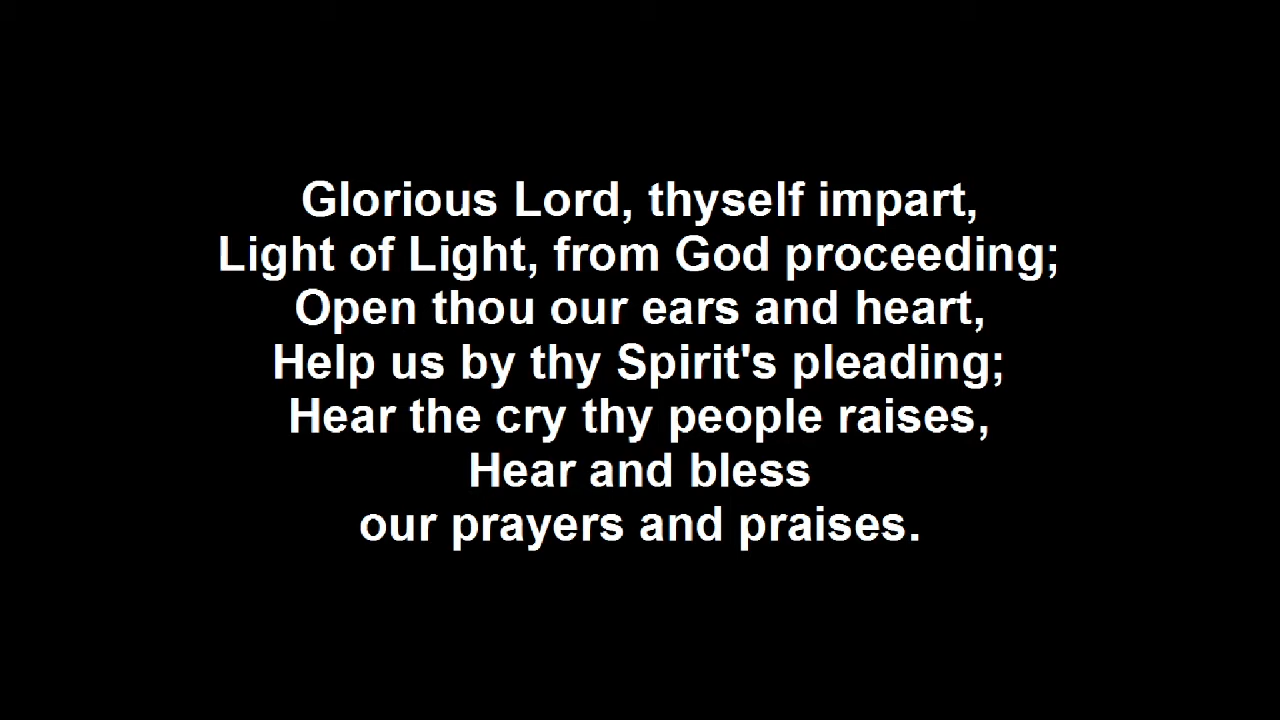 Glorious Lord, thyself impart,
Light of Light, from God proceeding;
Open thou our ears and heart,
Help us by thy Spirit's pleading;
Hear the cry thy people raises,
Hear and bless
our prayers and praises.